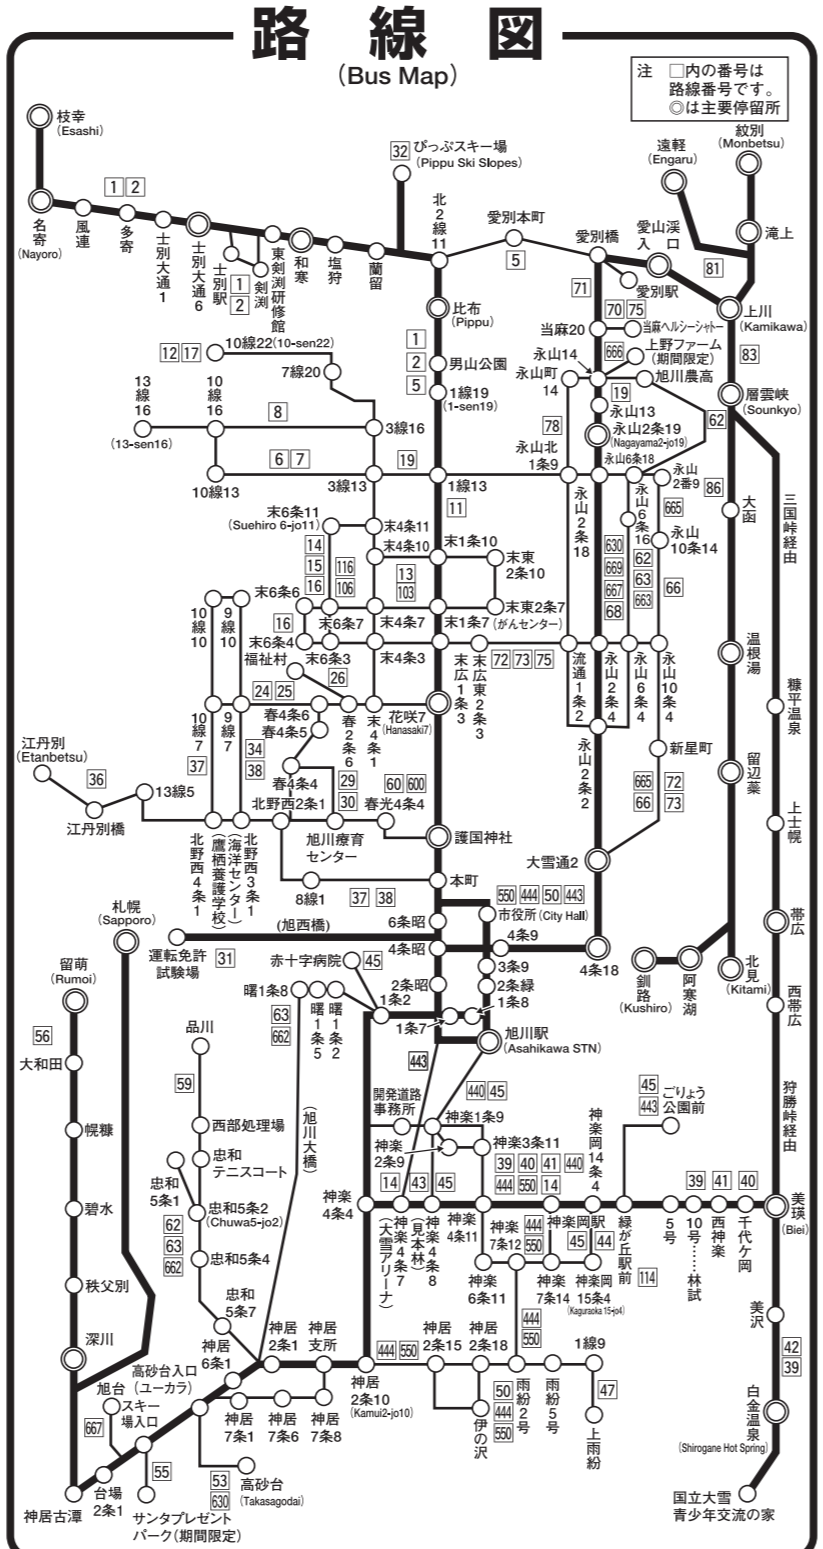 路線図
(Bus Map)
注 □内の番号は
路線番号です。
◎は主要停留所
枝幸
(Esashi)
名寄
(Nayoro)
風連
多寄
士別大通1
士別大通6
士別駅
剣淵
東剣淵研修館
和寒
塩狩
蘭留
1 2
1
2
32
ぴっぷスキー場
(Pippu Ski Slopes)
北2線11
愛別本町
5
愛別橋
愛別駅
愛山渓入口
遠軽
(Engaru)
紋別
(Monbetsu)
滝上
81
上川
(Kamikawa)
83
層雲峡
(Sounkyo)
比布
(Pippu)
1
2
5
男山公園
1線19
(1-sen19)
71
70 75
当麻20
当麻ヘルシーシャトー
666
上野ファーム
(期間限定)
永山14
永山町14
19
旭川農高
永山13
永山2条19
(Nagayama2-jo19)
78
62
12 17
10線22(10-sen22)
7線20
13線16
(13-sen16)
10線16
8
3線16
6 7
10線13
3線13
19
1線13
11
永山北1条9
永山2条18
永山6条18
永山2番9
永山6条16
665
永山10条14
66
630
669
667
68
62
63
663
86
大函
三国峠経由
末6条11
(Suehiro 6-jo11)
末4条11
末4条10
末1条10
末東2条10
14
15
16
116
106
13
103
末6条6
末6条7
末4条7
末1条7
末東2条7
(がんセンター)
16
末6条4
末6条3
末4条3
末広1条3
末広東2条3
72 73 75
流通1条2
永山2条4
永山6条4
永山10条4
10線10
9線10
福祉村
26
24 25
10線7
9線7
春4条6
春4条5
春2条6
末4条1
花咲7
(Hanasaki7)
永山2条2
新星町
665
66
72
73
温根湯
糠平温泉
留辺蘂
上士幌
江丹別
(Etanbetsu)
36
江丹別橋
13線5
37
34
38
春4条4
29
30
60 600
北野西2条1
旭川療育センター
春光4条4
護国神社
北野西4条1
(鷹栖養護学校)
(海洋センター)
北野西3条1
8線1
37 38
本町
大雪通2
550 444 50 443
市役所(City Hall)
6条昭
4条昭
4条9
4条18
3条9
2条昭
2条緑
1条8
1条7
旭川駅
(Asahikawa STN)
帯広
釧路
(Kushiro)
阿寒湖
北見
(Kitami)
西帯広
狩勝峠経由
札幌
(Sapporo)
(旭西橋)
運転免許試験場
31
赤十字病院
45
1条2
曙1条8
曙1条5
曙1条2
63
662
留萌
(Rumoi)
56
大和田
幌糠
碧水
秩父別
深川
品川
59
西部処理場
忠和テニスコート
忠和5条1
忠和5条2
(Chuwa5-jo2)
62
63
662
忠和5条4
忠和5条7
(旭川大橋)
443
440 45
開発道路事務所
神楽1条9
神楽2条9
神楽3条11
45
443
ごりょう公園前
神楽岡14条4
39 40 41 440
444 550 14
14 43 45
神楽4条4
(大雪アリーナ)
神楽4条7
(見本林)
神楽4条8
神楽4条11
神楽7条12
444
550
神楽岡駅
45 44
緑が丘駅前
114
39 41 40
5号
10号……林試
西神楽
千代ケ岡
美瑛
(Biei)
神楽6条11
神楽7条14
神楽岡15条4
(Kaguraoka 15-jo4)
444
550
美沢
42
39
白金温泉
(Shirogane Hot Spring)
国立大雪
青少年交流の家
神居6条1
神居2条1
神居支所
444 550
神居2条10
(Kamui2-jo10)
神居2条15
神居2条18
1線9
50
444
550
伊の沢
雨紛2号
雨紛5号
47
上雨紛
高砂台入口
(ユーカラ)
旭台
スキー場入口
667
神居7条1
神居7条6
神居7条8
53
630
高砂台
(Takasagodai)
55
台場2条1
神居古潭
サンタプレゼント
パーク(期間限定)